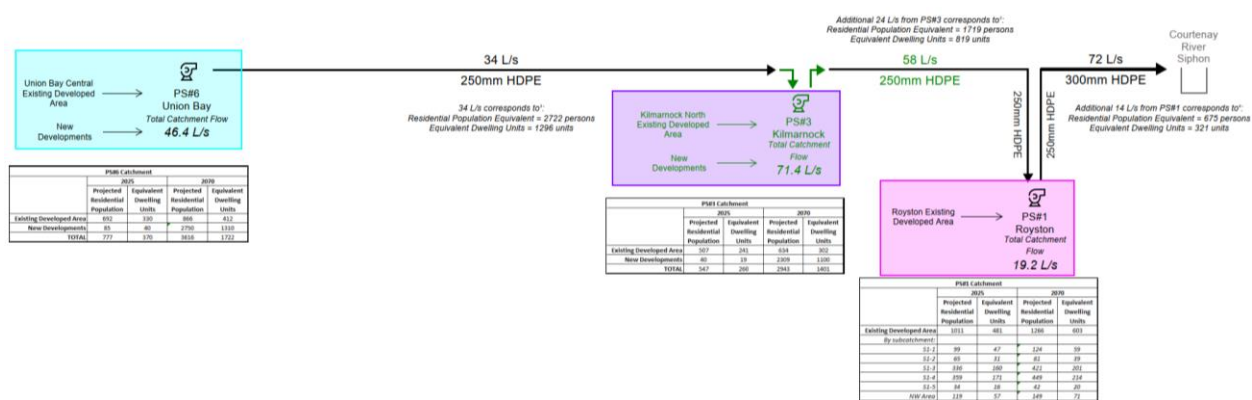 Additional 24 L/s from PS#3 corresponds to¹:
Residential Population Equivalent = 1719 persons
Equivalent Dwelling Units = 819 units
Courtenay
River
Siphon
34 L/s
250mm HDPE
58 L/s
250mm HDPE
72 L/s
300mm HDPE
Union Bay Central
Existing Developed
Area
New
Developments
PS#6
Union Bay
Total Catchment Flow
46.4 L/s
34 L/s corresponds to¹:
Residential Population Equivalent = 2722 persons
Equivalent Dwelling Units = 1296 units
Kilmarnock North
Existing Developed
Area
New
Developments
PS#3
Kilmarnock
Total Catchment
Flow
71.4 L/s
250mm HDPE
250mm HDPE
Additional 14 L/s from PS#1 corresponds to¹:
Residential Population Equivalent = 675 persons
Equivalent Dwelling Units = 321 units
Royston Existing
Developed Area
PS#1
Royston
Total Catchment
Flow
19.2 L/s
PS#6 Catchment
2025 2070
Projected Residential Population Equivalent Dwelling Units Projected Residential Population Equivalent Dwelling Units
Existing Developed Area 692 330 866 412
New Developments 85 40 2750 1310
TOTAL 777 370 3616 1722
PS#3 Catchment
2025 2070
Projected Residential Population Equivalent Dwelling Units Projected Residential Population Equivalent Dwelling Units
Existing Developed Area 507 241 634 302
New Developments 40 19 2309 1100
TOTAL 547 260 2943 1401
PS#1 Catchment
2025 2070
Projected Residential Population Equivalent Dwelling Units Projected Residential Population Equivalent Dwelling Units
Existing Developed Area 1011 481 1266 603
By subcatchment:
S1-1 99 47 124 59
S1-2 65 31 81 39
S1-3 336 160 421 201
S1-4 359 171 449 214
S1-5 34 16 42 20
NW Area 119 57 149 71